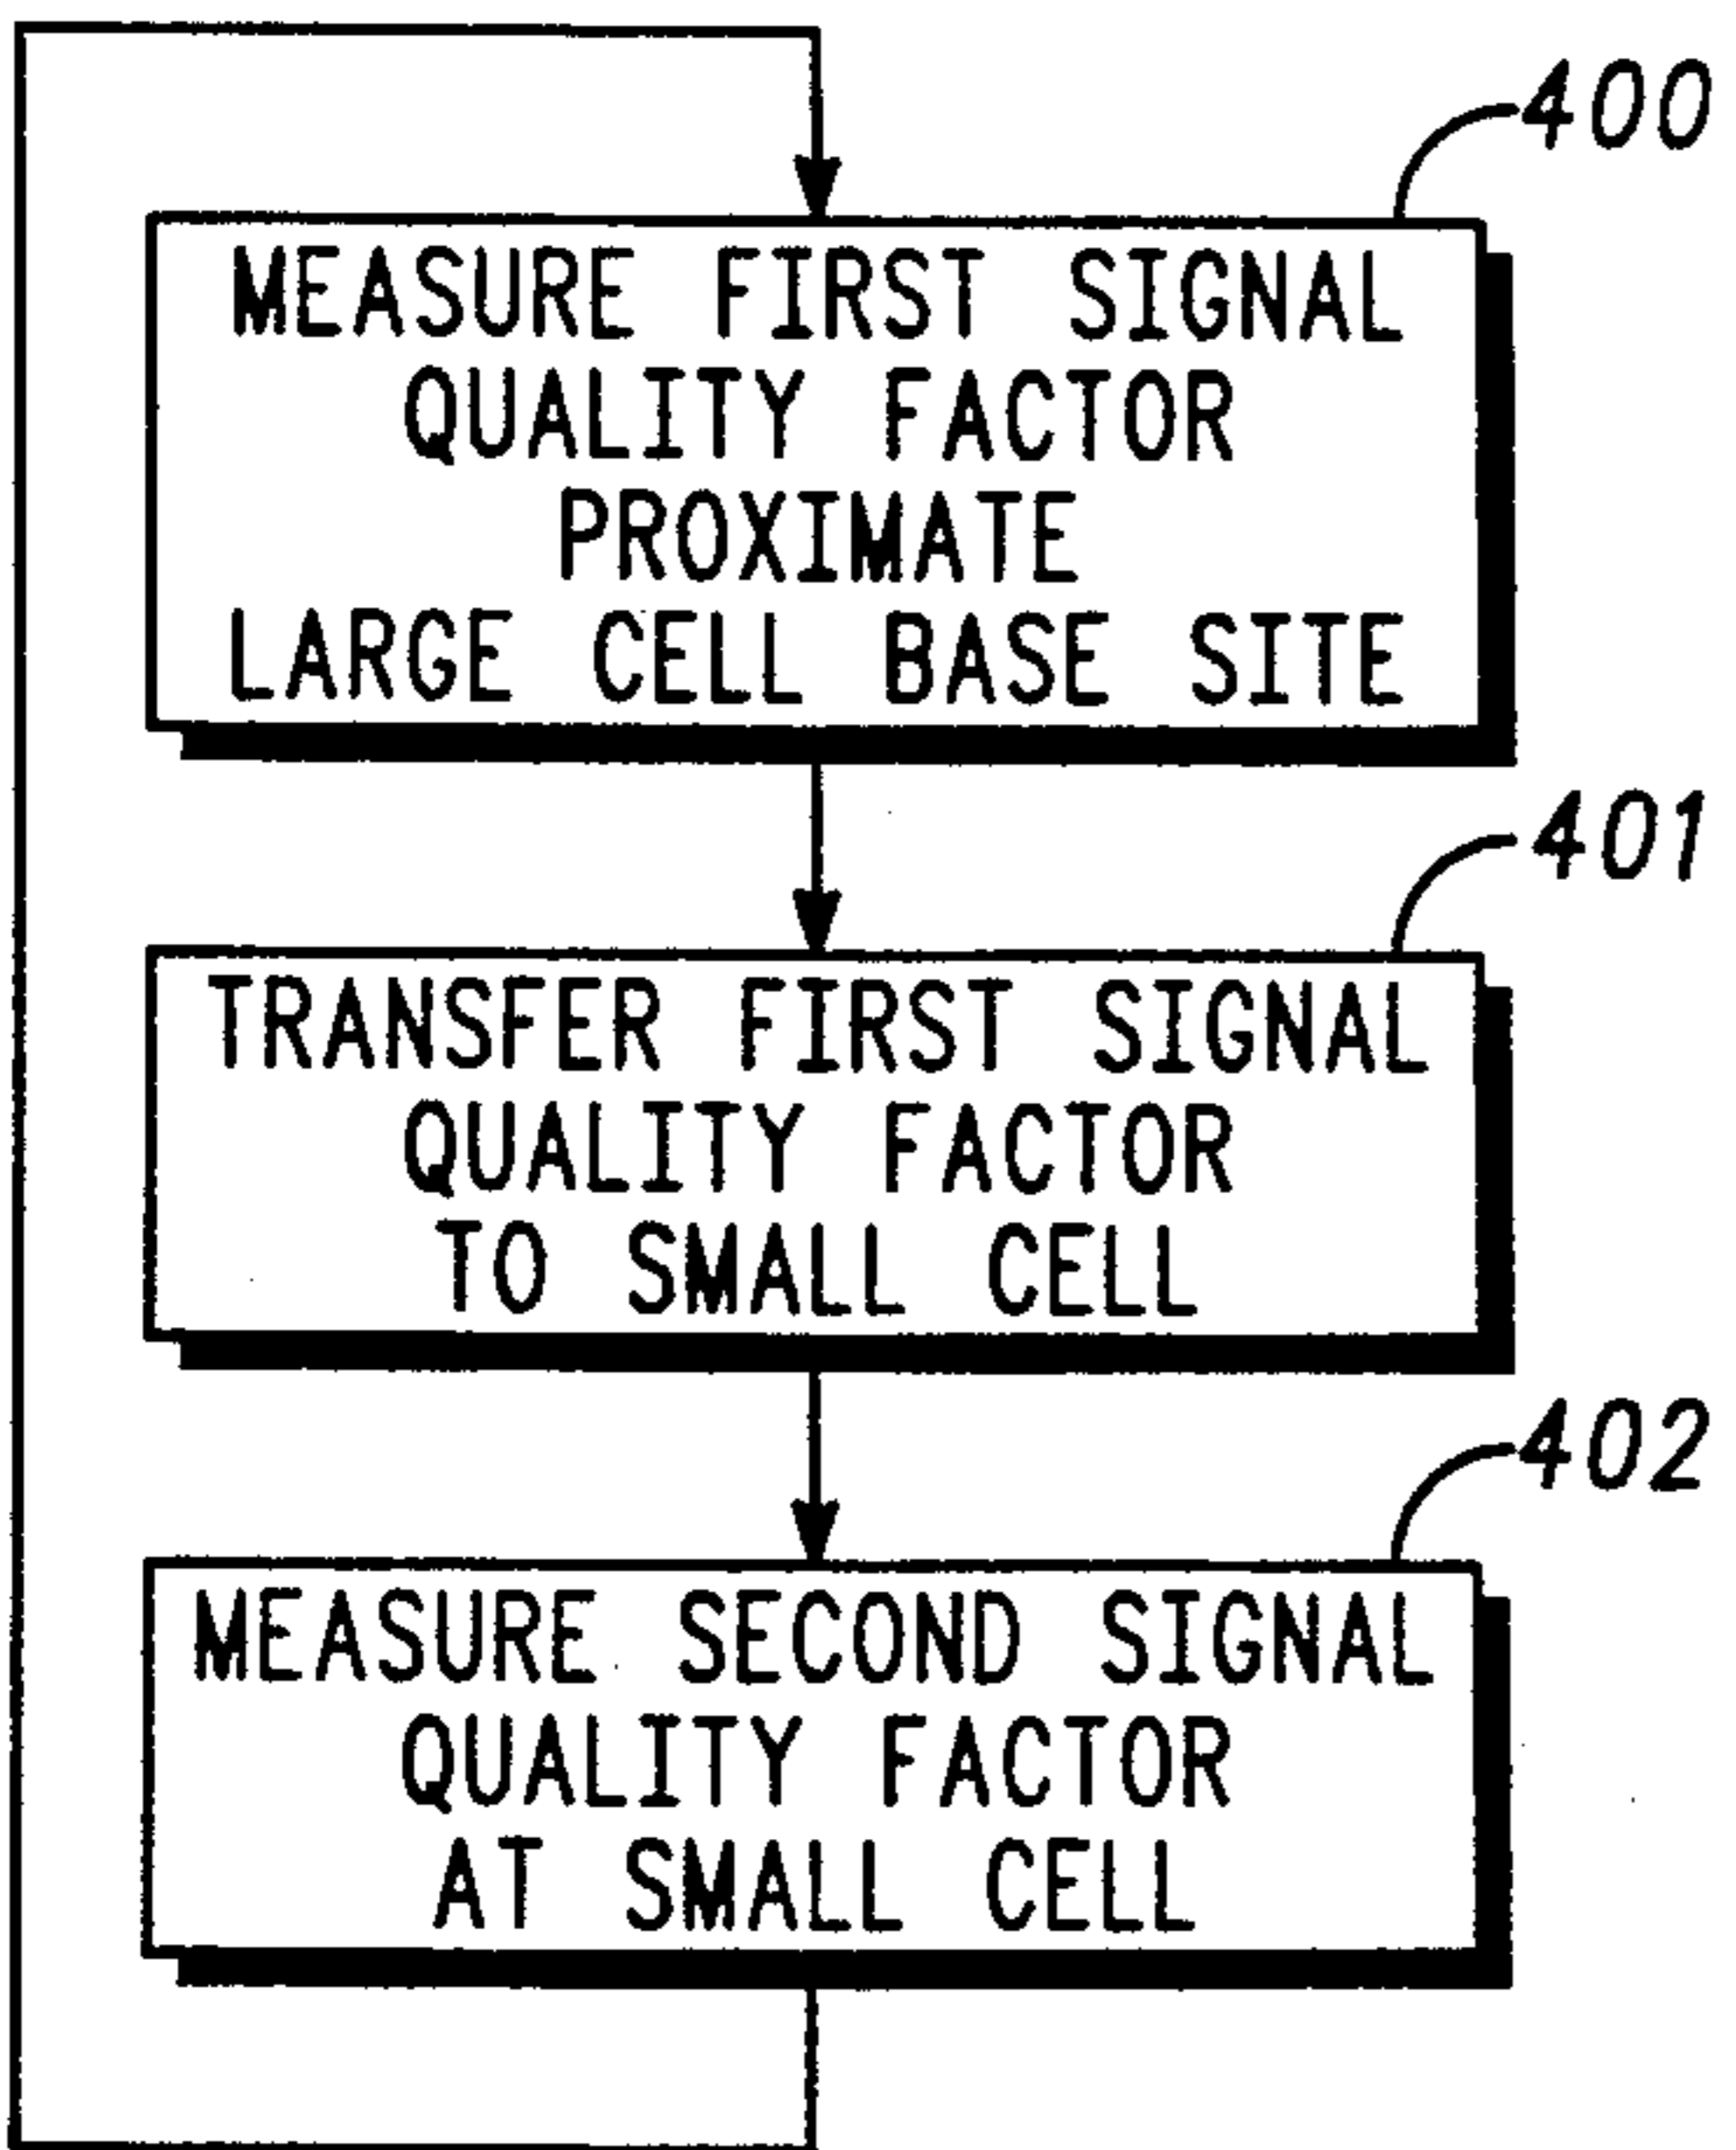 400
MEASURE FIRST SIGNAL
QUALITY FACTOR
PROXIMATE
LARGE CELL BASE SITE
401
TRANSFER FIRST SIGNAL
QUALITY FACTOR
TO SMALL CELL
402
MEASURE SECOND SIGNAL
QUALITY FACTOR
AT SMALL CELL